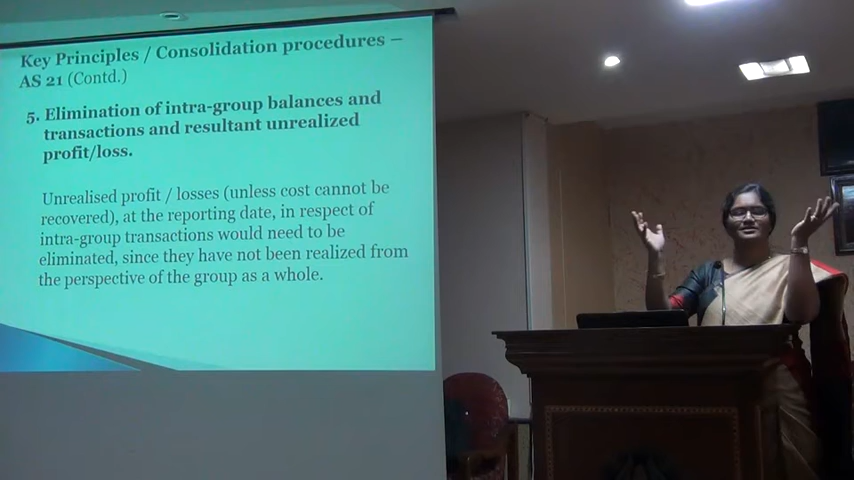 Key Principles / Consolidation procedures –
AS 21 (Contd.)
5. Elimination of intra-group balances and
transactions and resultant unrealized
profit/loss.
Unrealised profit / losses (unless cost cannot be
recovered), at the reporting date, in respect of
intra-group transactions would need to be
eliminated, since they have not been realized from
the perspective of the group as a whole.